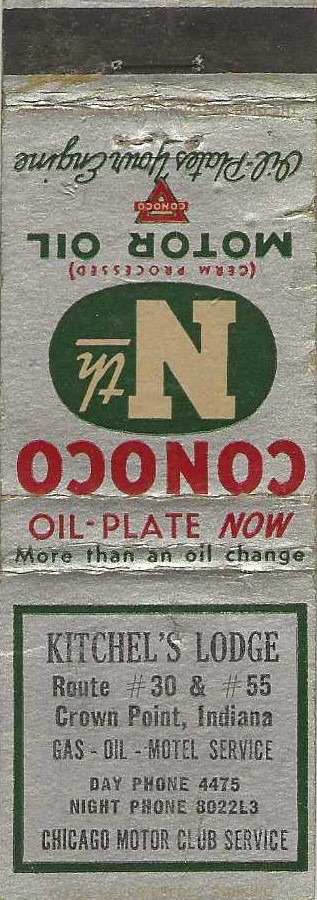 CONOCO
Nth
(GERM PROCESSED)
MOTOR OIL
CONOCO
Oil-Plates Your Engine
OIL-PLATE NOW
More than an oil change
KITCHEL'S LODGE
Route #30 & #55
Crown Point, Indiana
GAS - OIL - MOTEL SERVICE
DAY PHONE 4475
NIGHT PHONE 8022L3
CHICAGO MOTOR CLUB SERVICE